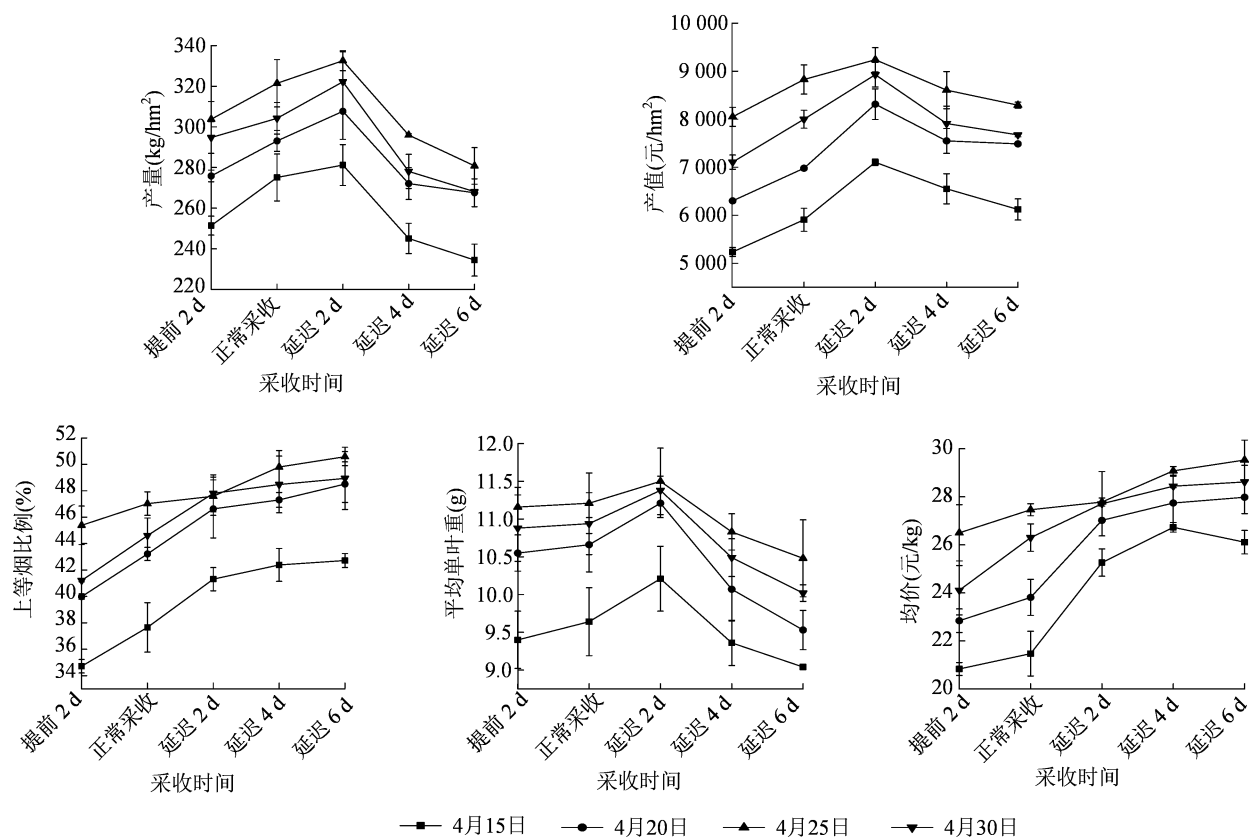 340
320
300
280
260
240
220
产量(kg/hm²)
提前 2 d
正常采收
延迟 2 d
延迟 4 d
延迟 6 d
采收时间
10 000
9 000
8 000
7 000
6 000
5 000
产值(元/hm²)
提前 2 d
正常采收
延迟 2 d
延迟 4 d
延迟 6 d
采收时间
52
50
48
46
44
42
40
38
36
34
上等烟比例(%)
提前 2 d
正常采收
延迟 2 d
延迟 4 d
延迟 6 d
采收时间
12.0
11.5
11.0
10.5
10.0
9.5
9.0
平均单叶重(g)
提前 2 d
正常采收
延迟 2 d
延迟 4 d
延迟 6 d
采收时间
30
28
26
24
22
20
均价(元/kg)
提前 2 d
正常采收
延迟 2 d
延迟 4 d
延迟 6 d
采收时间
4月15日 4月20日 4月25日 4月30日